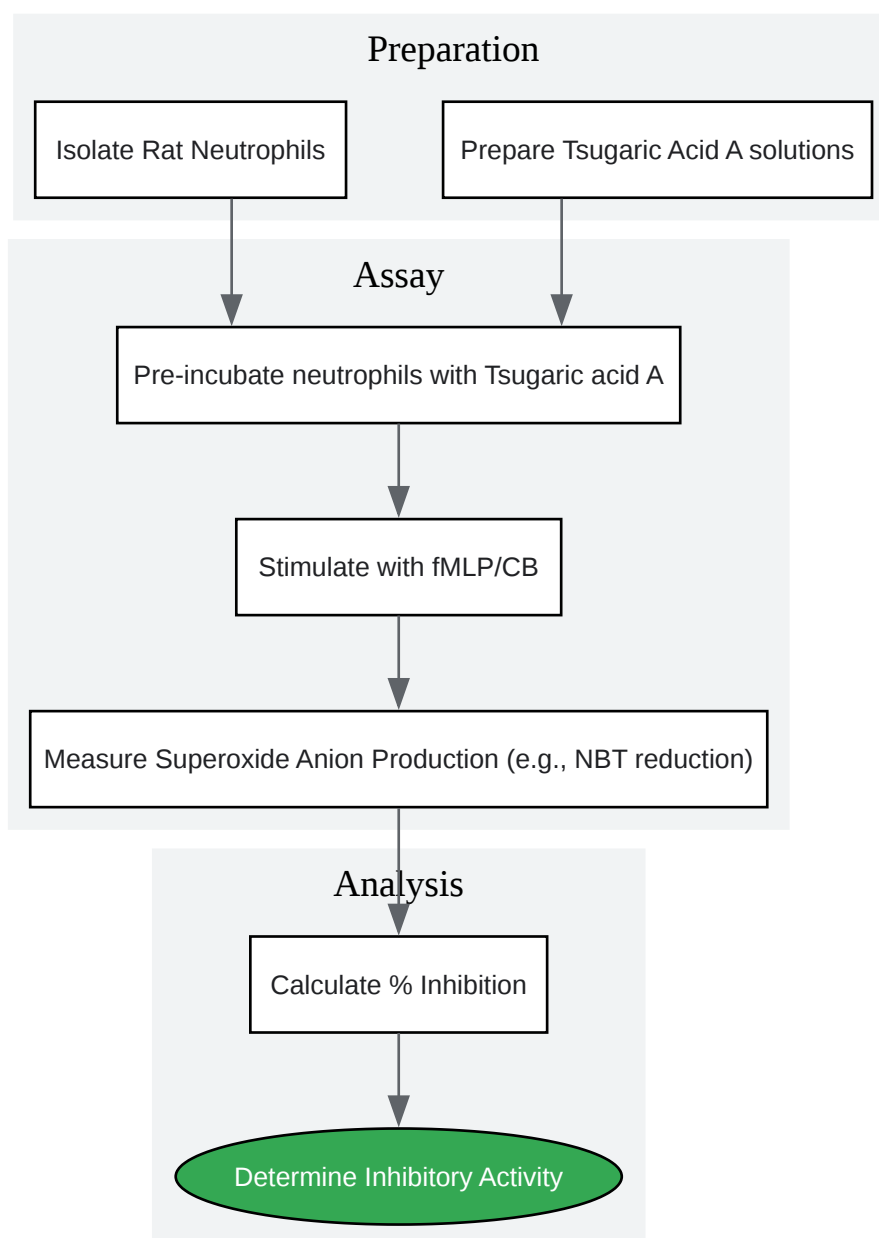 Preparation
Isolate Rat Neutrophils
Prepare Tsugaric Acid A solutions
Assay
Pre-incubate neutrophils with Tsugaric acid A
Stimulate with fMLP/CB
Measure Superoxide Anion Production (e.g., NBT reduction)
Analysis
Calculate % Inhibition
Determine Inhibitory Activity